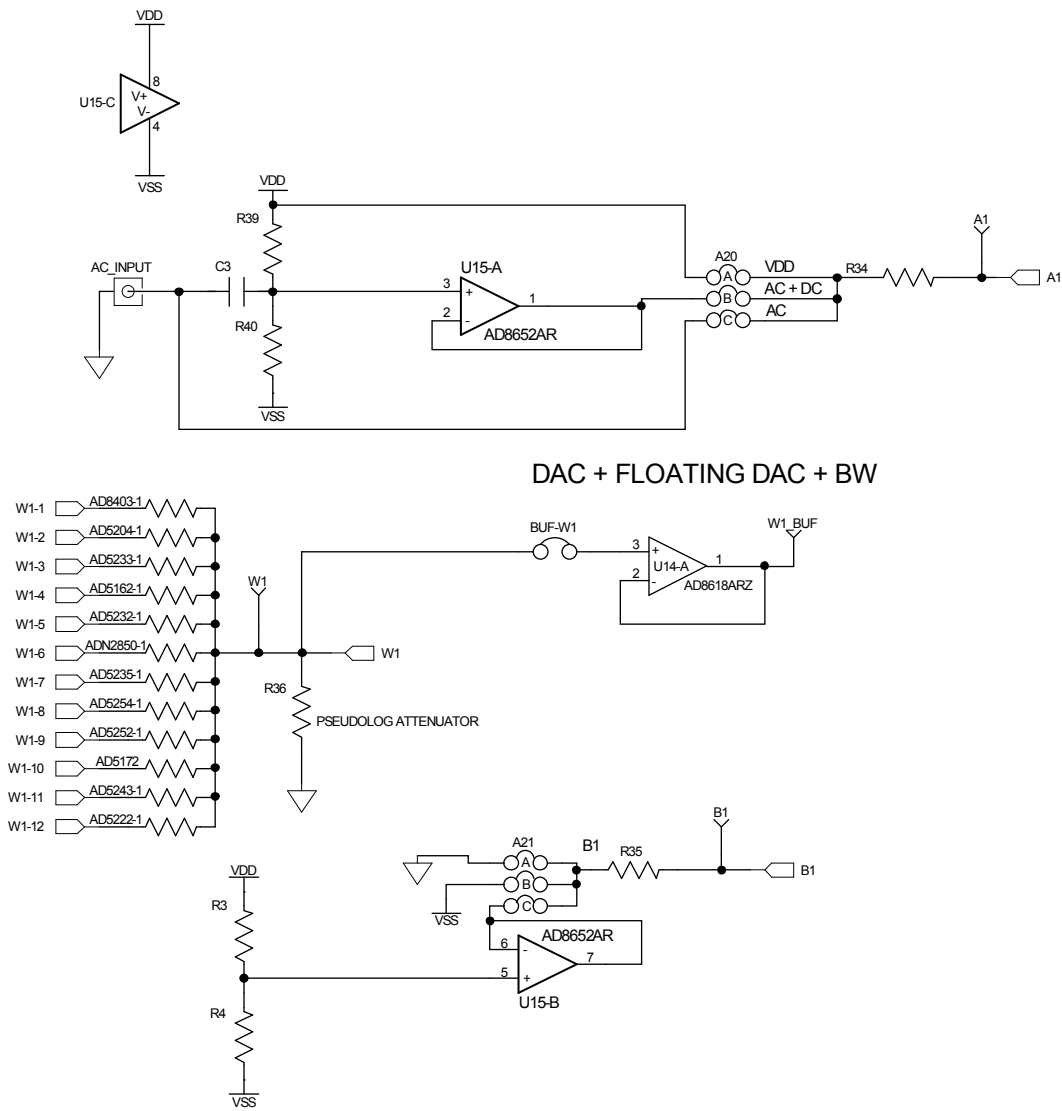 VDD
8
U15-C
V+
V-
4
VSS
VDD
R39
AC_INPUT
C3
U15-A
3
+
1
2
-
AD8652AR
R40
VSS
A20
A
VDD
B
AC + DC
C
AC
R34
A1
A1
DAC + FLOATING DAC + BW
W1-1
AD8403-1
W1-2
AD5204-1
W1-3
AD5233-1
W1-4
AD5162-1
W1-5
AD5232-1
W1-6
ADN2850-1
W1-7
AD5235-1
W1-8
AD5254-1
W1-9
AD5252-1
W1-10
AD5172
W1-11
AD5243-1
W1-12
AD5222-1
W1
W1
R36
PSEUDOLOG ATTENUATOR
BUF-W1
3
+
1
U14-A
2
-
AD8618ARZ
W1_BUF
A21
A
B
C
VSS
B1
R35
B1
B1
VDD
R3
R4
VSS
AD8652AR
6
-
7
5
+
U15-B